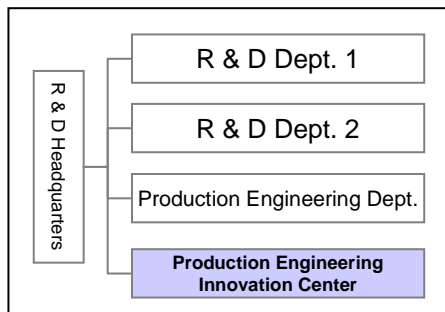 R & D Headquarters
R & D Dept. 1
R & D Dept. 2
Production Engineering Dept.
Production Engineering
Innovation Center